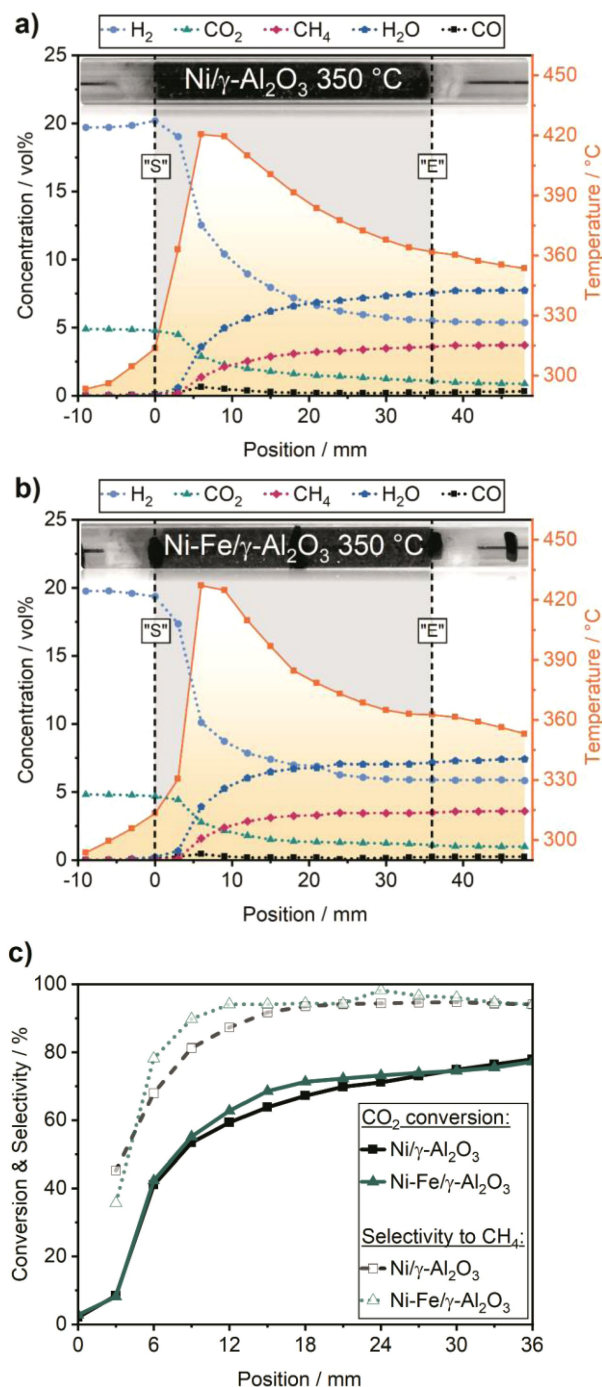 a)
H₂ CO₂ CH₄ H₂O CO
Ni/γ-Al₂O₃ 350 °C
"S"
"E"
25
20
15
10
5
0
Concentration / vol%
450
420
390
360
330
300
Temperature / °C
-10 0 10 20 30 40
Position / mm
b)
H₂ CO₂ CH₄ H₂O CO
Ni-Fe/γ-Al₂O₃ 350 °C
"S"
"E"
25
20
15
10
5
0
Concentration / vol%
450
420
390
360
330
300
Temperature / °C
-10 0 10 20 30 40
Position / mm
c)
100
80
60
40
20
0
Conversion & Selectivity / %
CO₂ conversion:
Ni/γ-Al₂O₃
Ni-Fe/γ-Al₂O₃
Selectivity to CH₄:
Ni/γ-Al₂O₃
Ni-Fe/γ-Al₂O₃
0 6 12 18 24 30 36
Position / mm